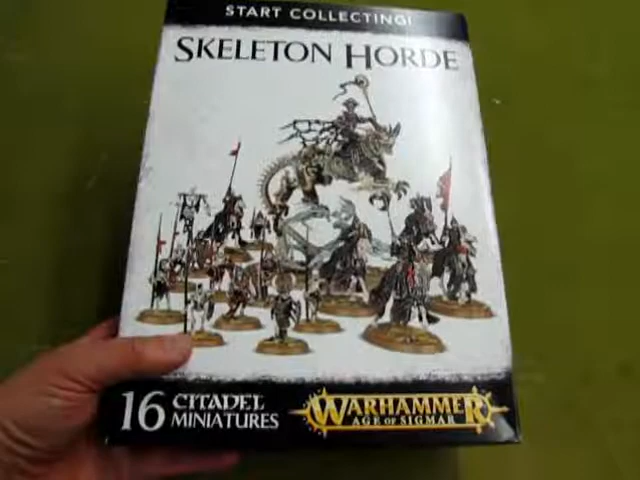 START COLLECTING!
SKELETON HORDE
16 CITADEL MINIATURES
WARHAMMER
AGE OF SIGMAR